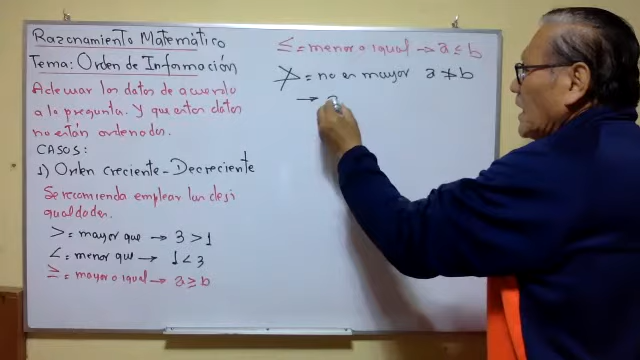 Razonamiento Matemático
Tema: Orden de Información
Adecuar los datos de acuerdo
a la pregunta. Y que estos datos
no están ordenados.
CASOS:
1) Orden creciente - Decreciente
Se recomienda emplear las desi
gualdades.
> = mayor que → 3 > 1
< = menor que → 1 < 3
≥ = mayor o igual → a ≥ b
≤ = menor o igual → a ≤ b
≯ = no es mayor a ≯ b
→